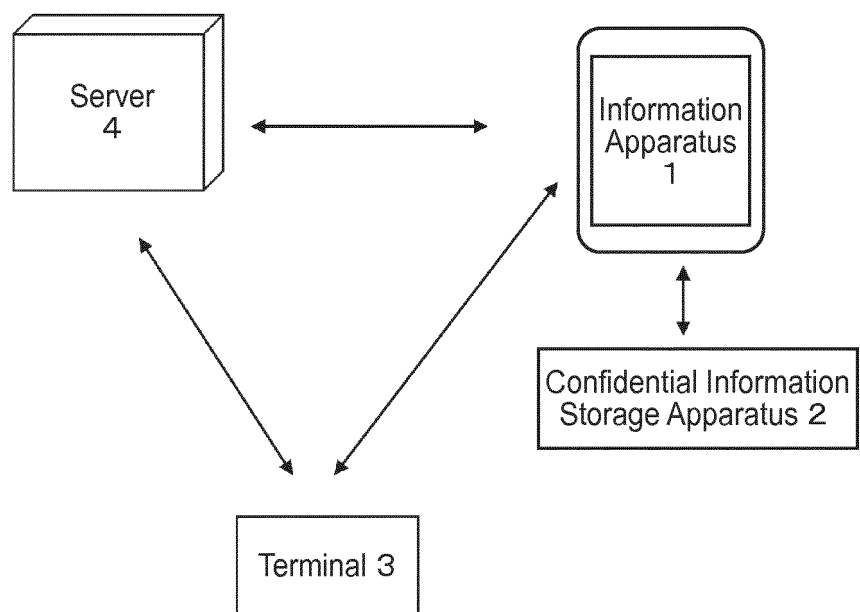 Server
4
Information
Apparatus
1
Confidential Information
Storage Apparatus 2
Terminal 3